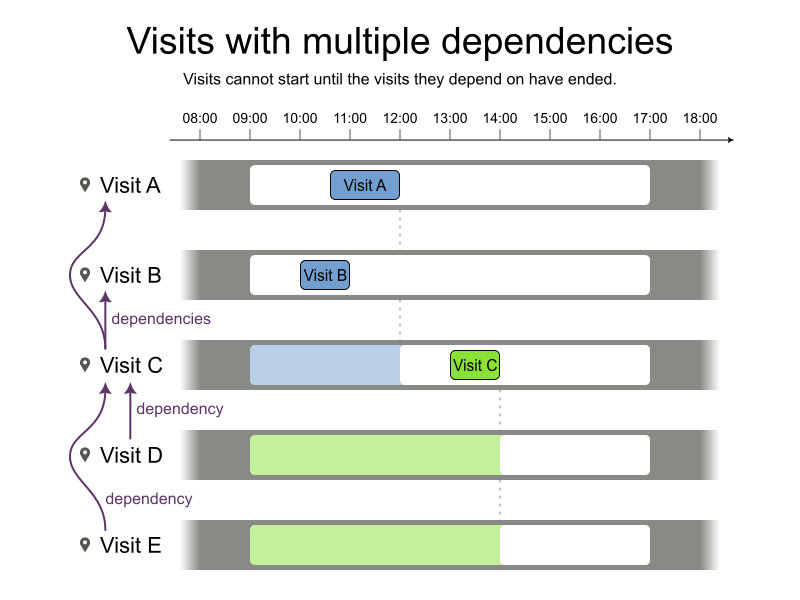 Visits with multiple dependencies
Visits cannot start until the visits they depend on have ended.
08:00 09:00 10:00 11:00 12:00 13:00 14:00 15:00 16:00 17:00 18:00
Visit A Visit A
Visit B Visit B
dependencies
Visit C Visit C
dependency
Visit D
dependency
Visit E